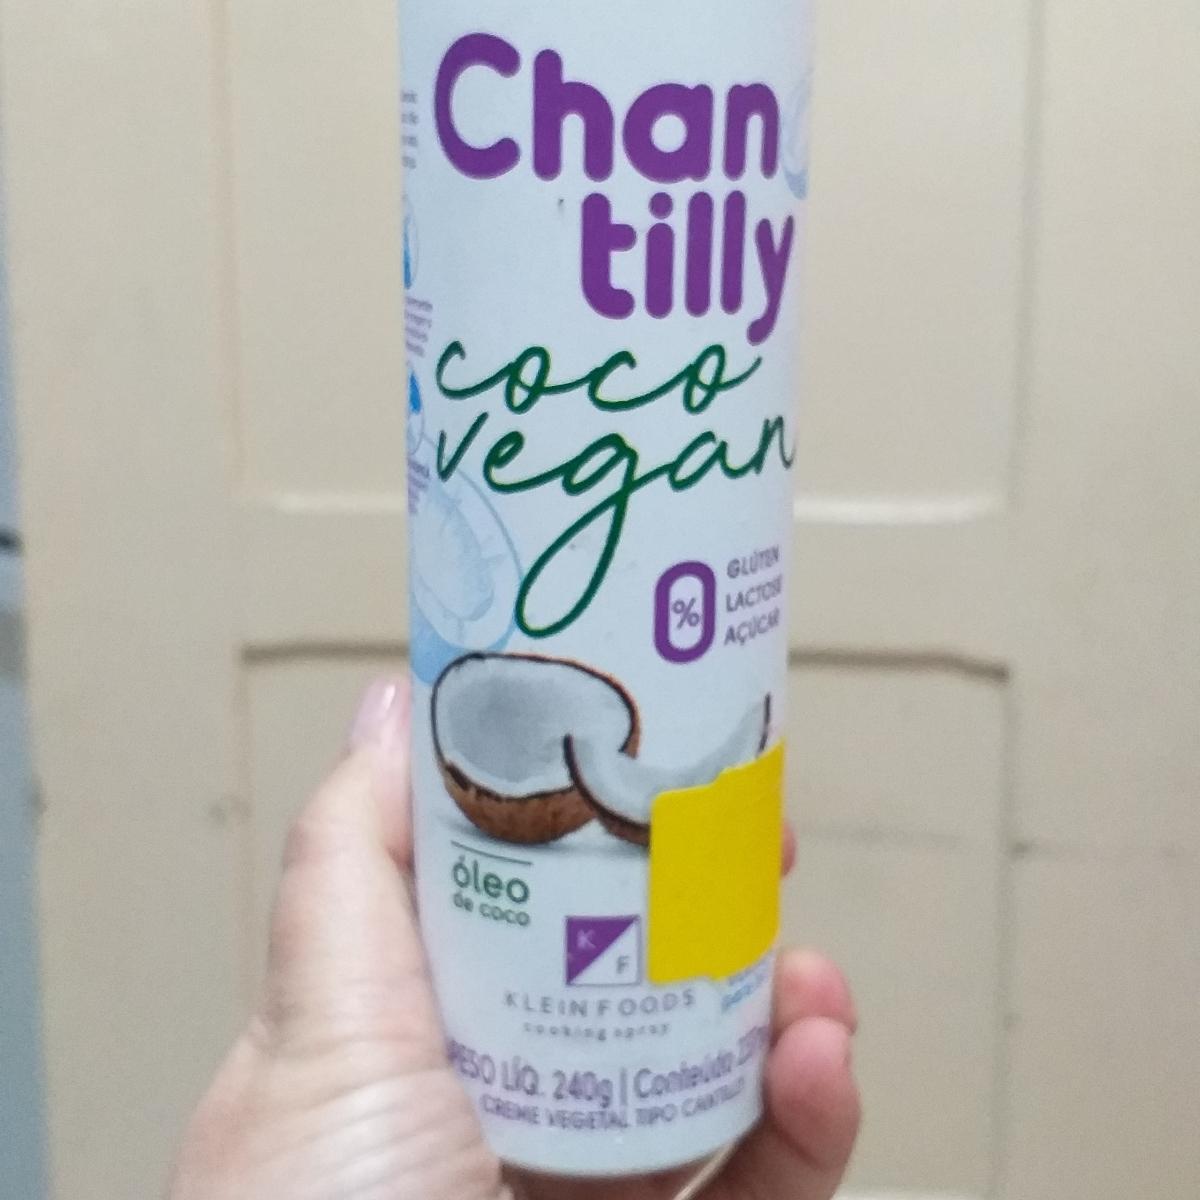 Chan
tilly
coco
vegan
0%
GLÚTEN
LACTOSE
AÇÚCAR
óleo
de coco
K
F
KLEIN FOODS
cooking spray
PESO LÍQ. 240g | Conteúdo
CREME VEGETAL TIPO